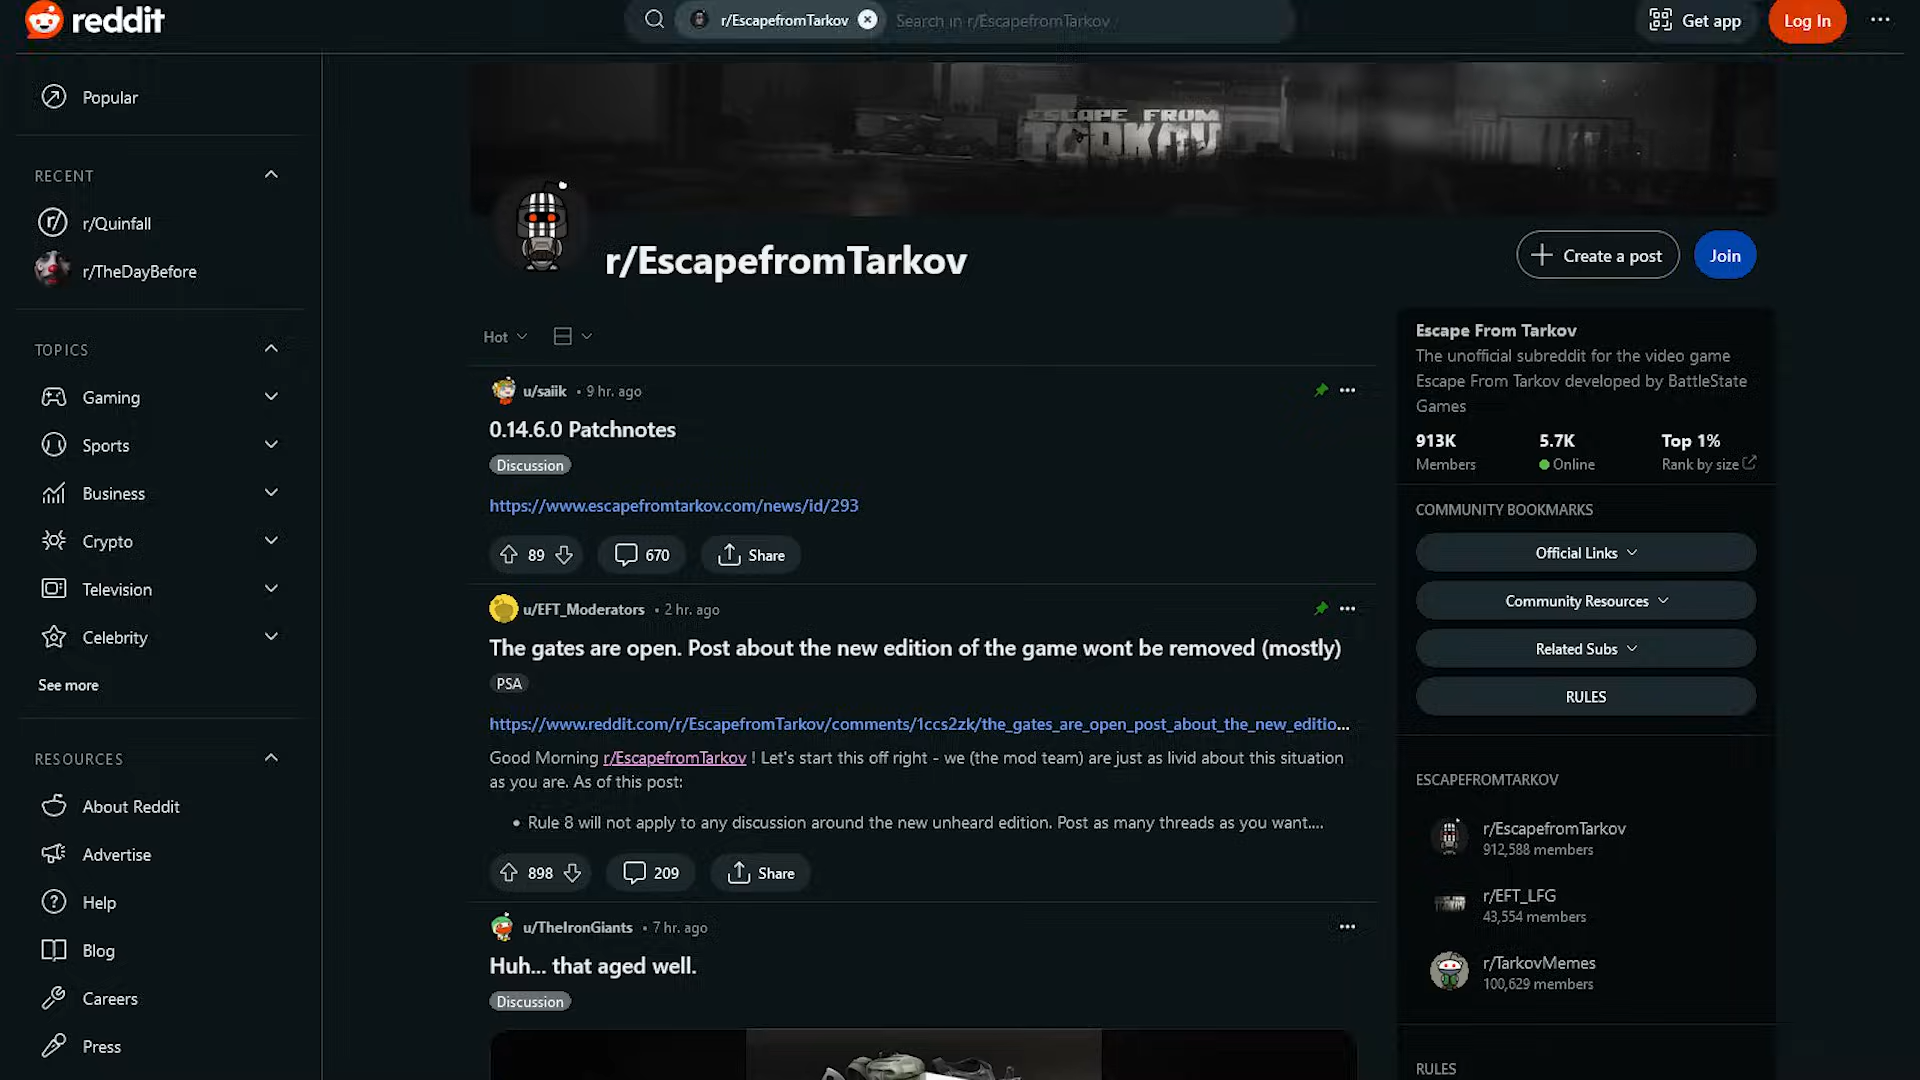 reddit
r/EscapefromTarkov
Search in r/EscapefromTarkov
Get app
Log In
Popular
RECENT
r/Quinfall
r/TheDayBefore
TOPICS
Gaming
Sports
Business
Crypto
Television
Celebrity
See more
RESOURCES
About Reddit
Advertise
Help
Blog
Careers
Press
ESCAPE FROM
TARKOV
r/EscapefromTarkov
Create a post
Join
Hot
u/saiik • 9 hr. ago
0.14.6.0 Patchnotes
Discussion
https://www.escapefromtarkov.com/news/id/293
89
670
Share
u/EFT_Moderators • 2 hr. ago
The gates are open. Post about the new edition of the game wont be removed (mostly)
PSA
https://www.reddit.com/r/EscapefromTarkov/comments/1ccs2zk/the_gates_are_open_post_about_the_new_editio...
Good Morning r/EscapefromTarkov ! Let's start this off right - we (the mod team) are just as livid about this situation
as you are. As of this post:
• Rule 8 will not apply to any discussion around the new unheard edition. Post as many threads as you want....
898
209
Share
u/TheIronGiants • 7 hr. ago
Huh... that aged well.
Discussion
Escape From Tarkov
The unofficial subreddit for the video game
Escape From Tarkov developed by BattleState
Games
913K
5.7K
Top 1%
Members
Online
Rank by size
COMMUNITY BOOKMARKS
Official Links
Community Resources
Related Subs
RULES
ESCAPEFROMTARKOV
r/EscapefromTarkov
912,588 members
r/EFT_LFG
43,554 members
r/TarkovMemes
100,629 members
RULES